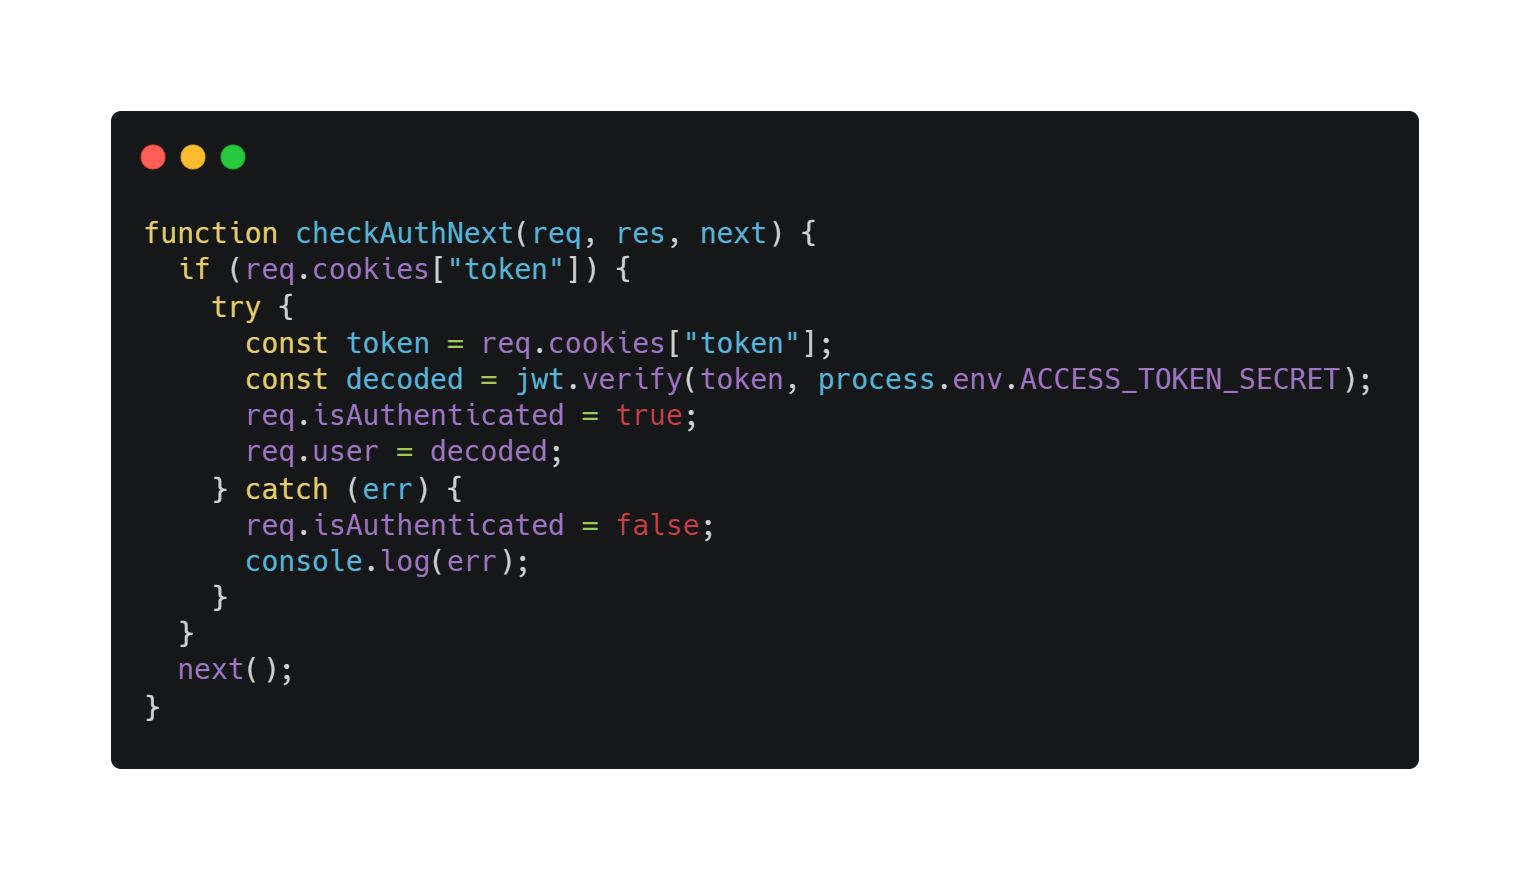 function checkAuthNext(req, res, next) {
  if (req.cookies["token"]) {
    try {
      const token = req.cookies["token"];
      const decoded = jwt.verify(token, process.env.ACCESS_TOKEN_SECRET);
      req.isAuthenticated = true;
      req.user = decoded;
    } catch (err) {
      req.isAuthenticated = false;
      console.log(err);
    }
  }
  next();
}